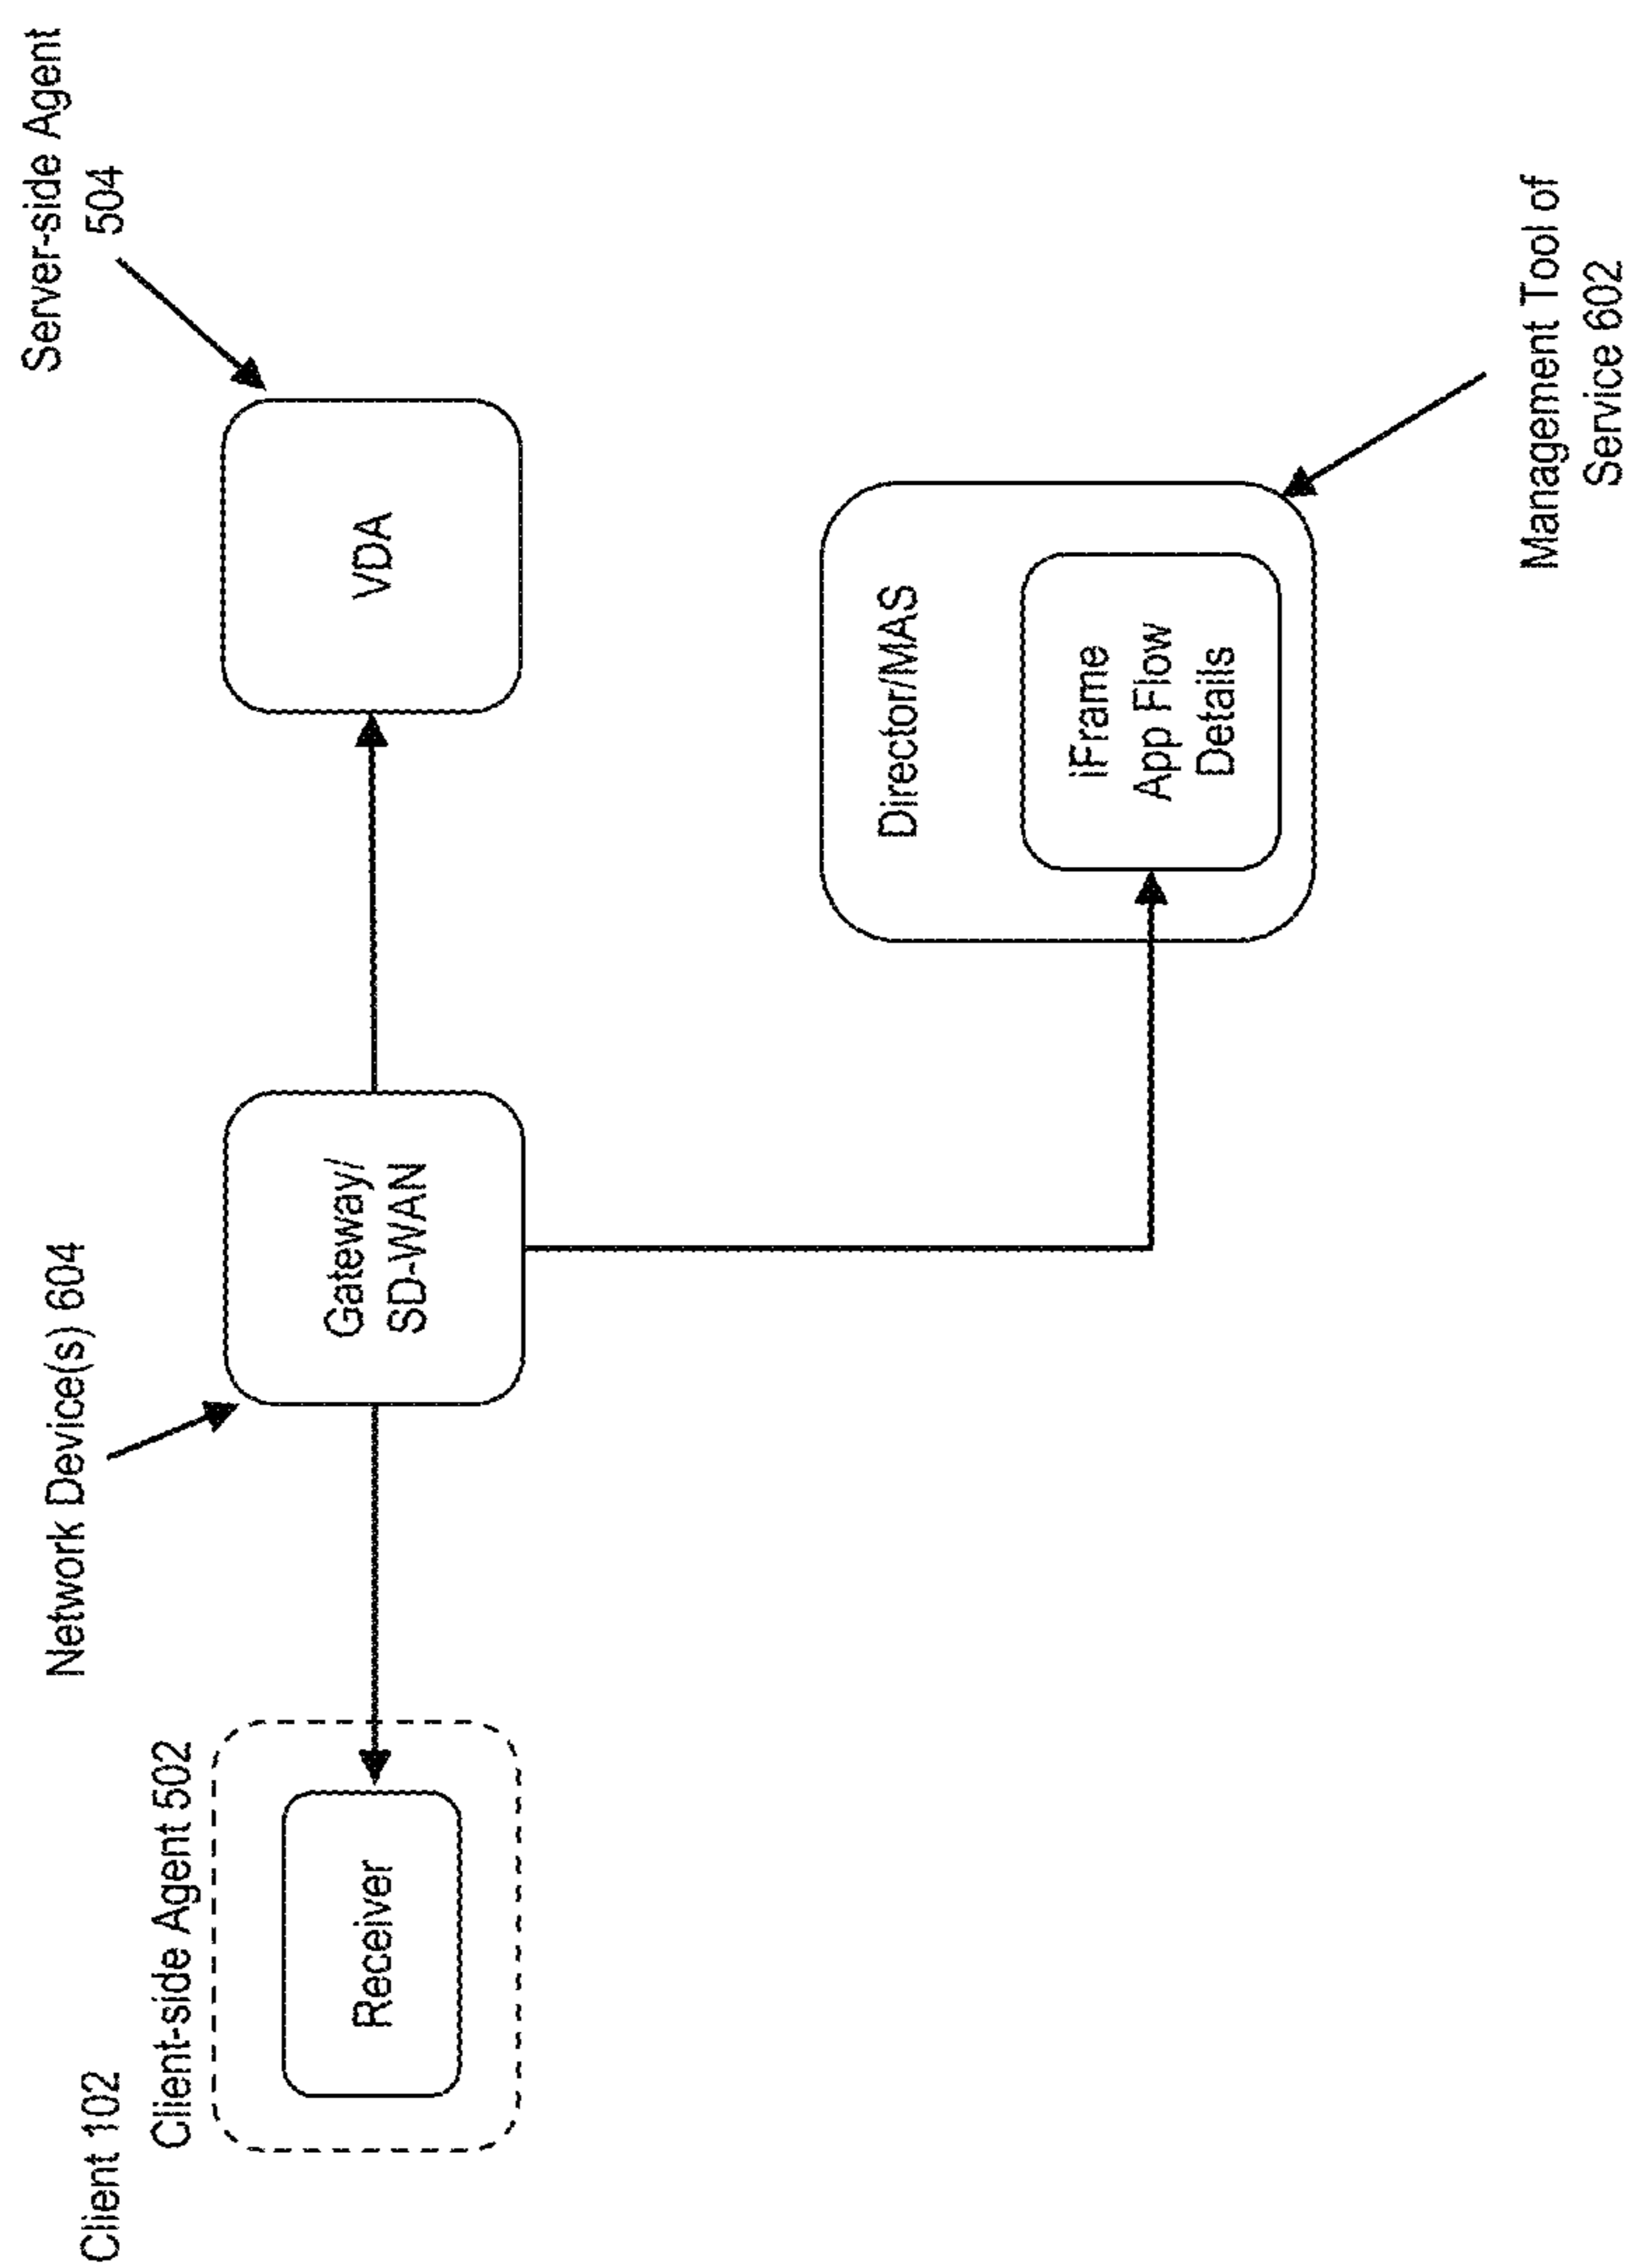 Client 102
Client-side Agent 502
Receiver
Network Device(s) 604
Gateway/
SD-WAN
Server-side Agent
504
VDA
Director/MAS
iFrame
App Flow
Details
Management Tool of
Service 602